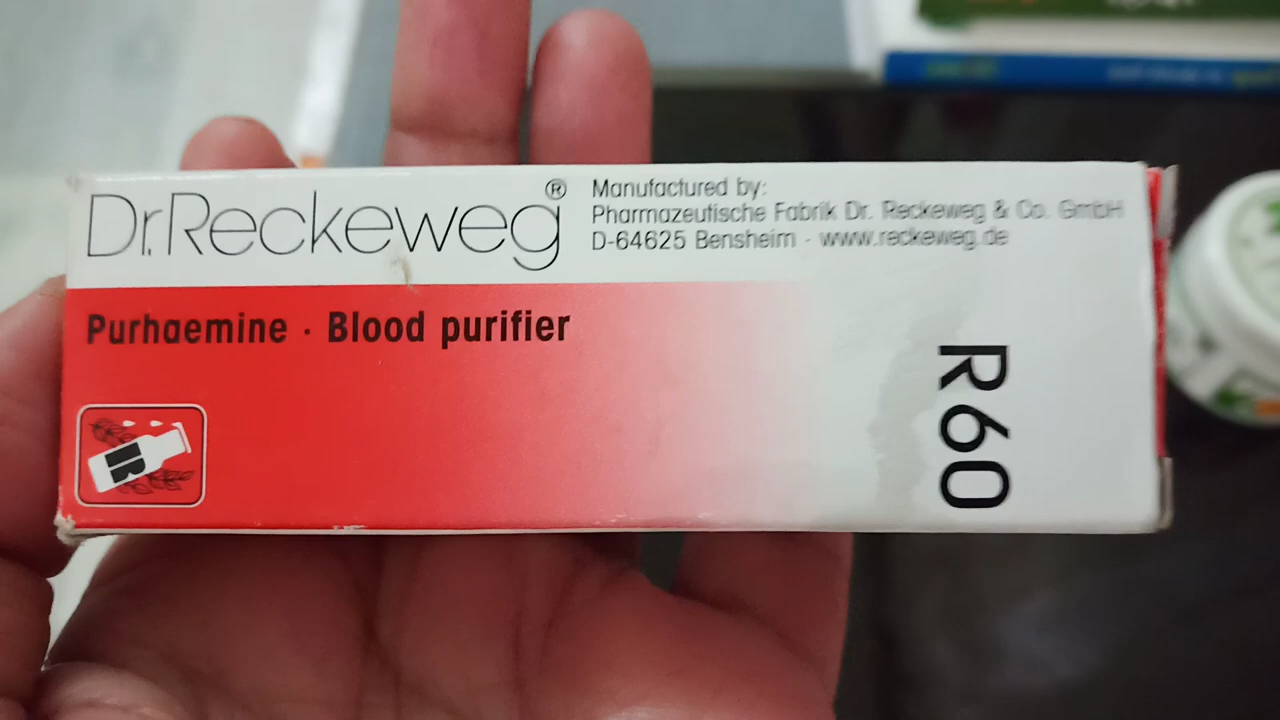 Dr.Reckeweg®
Manufactured by:
Pharmazeutische Fabrik Dr. Reckeweg & Co. GmbH
D-64625 Bensheim · www.reckeweg.de
Purhaemine · Blood purifier
R60